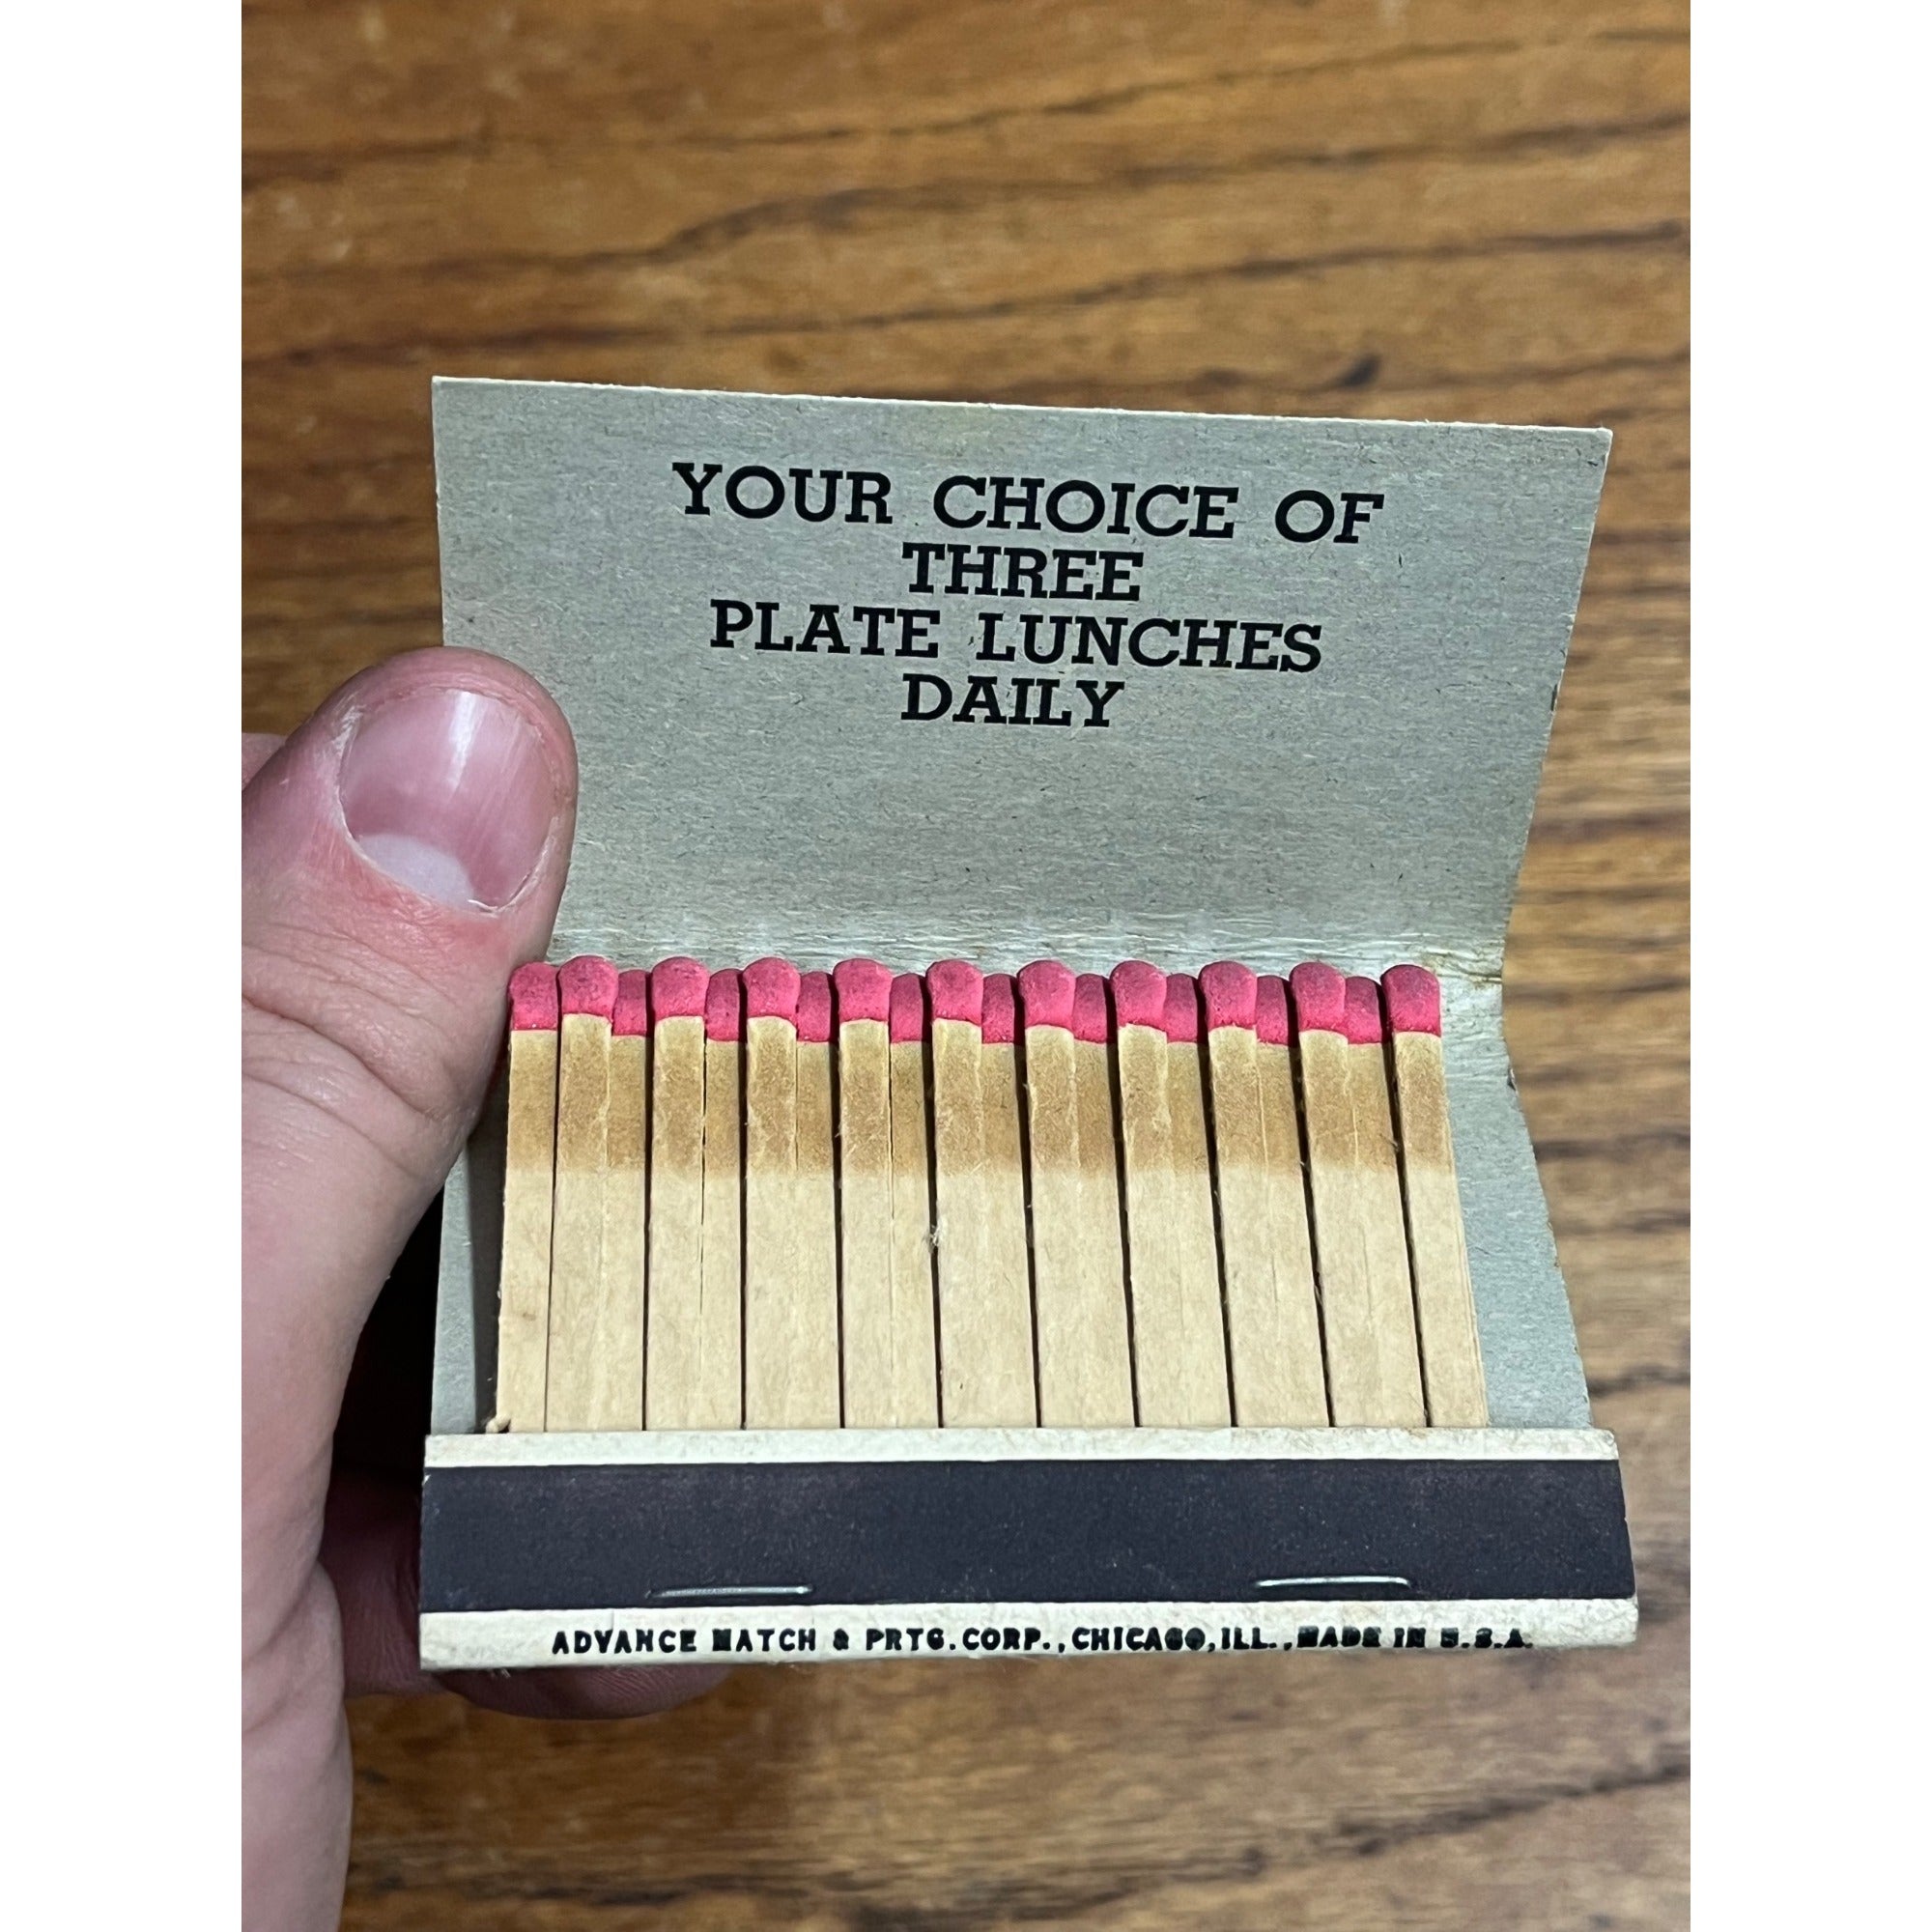 YOUR CHOICE OF
THREE
PLATE LUNCHES
DAILY
ADVANCE MATCH & PRTG. CORP., CHICAGO, ILL., MADE IN U.S.A.